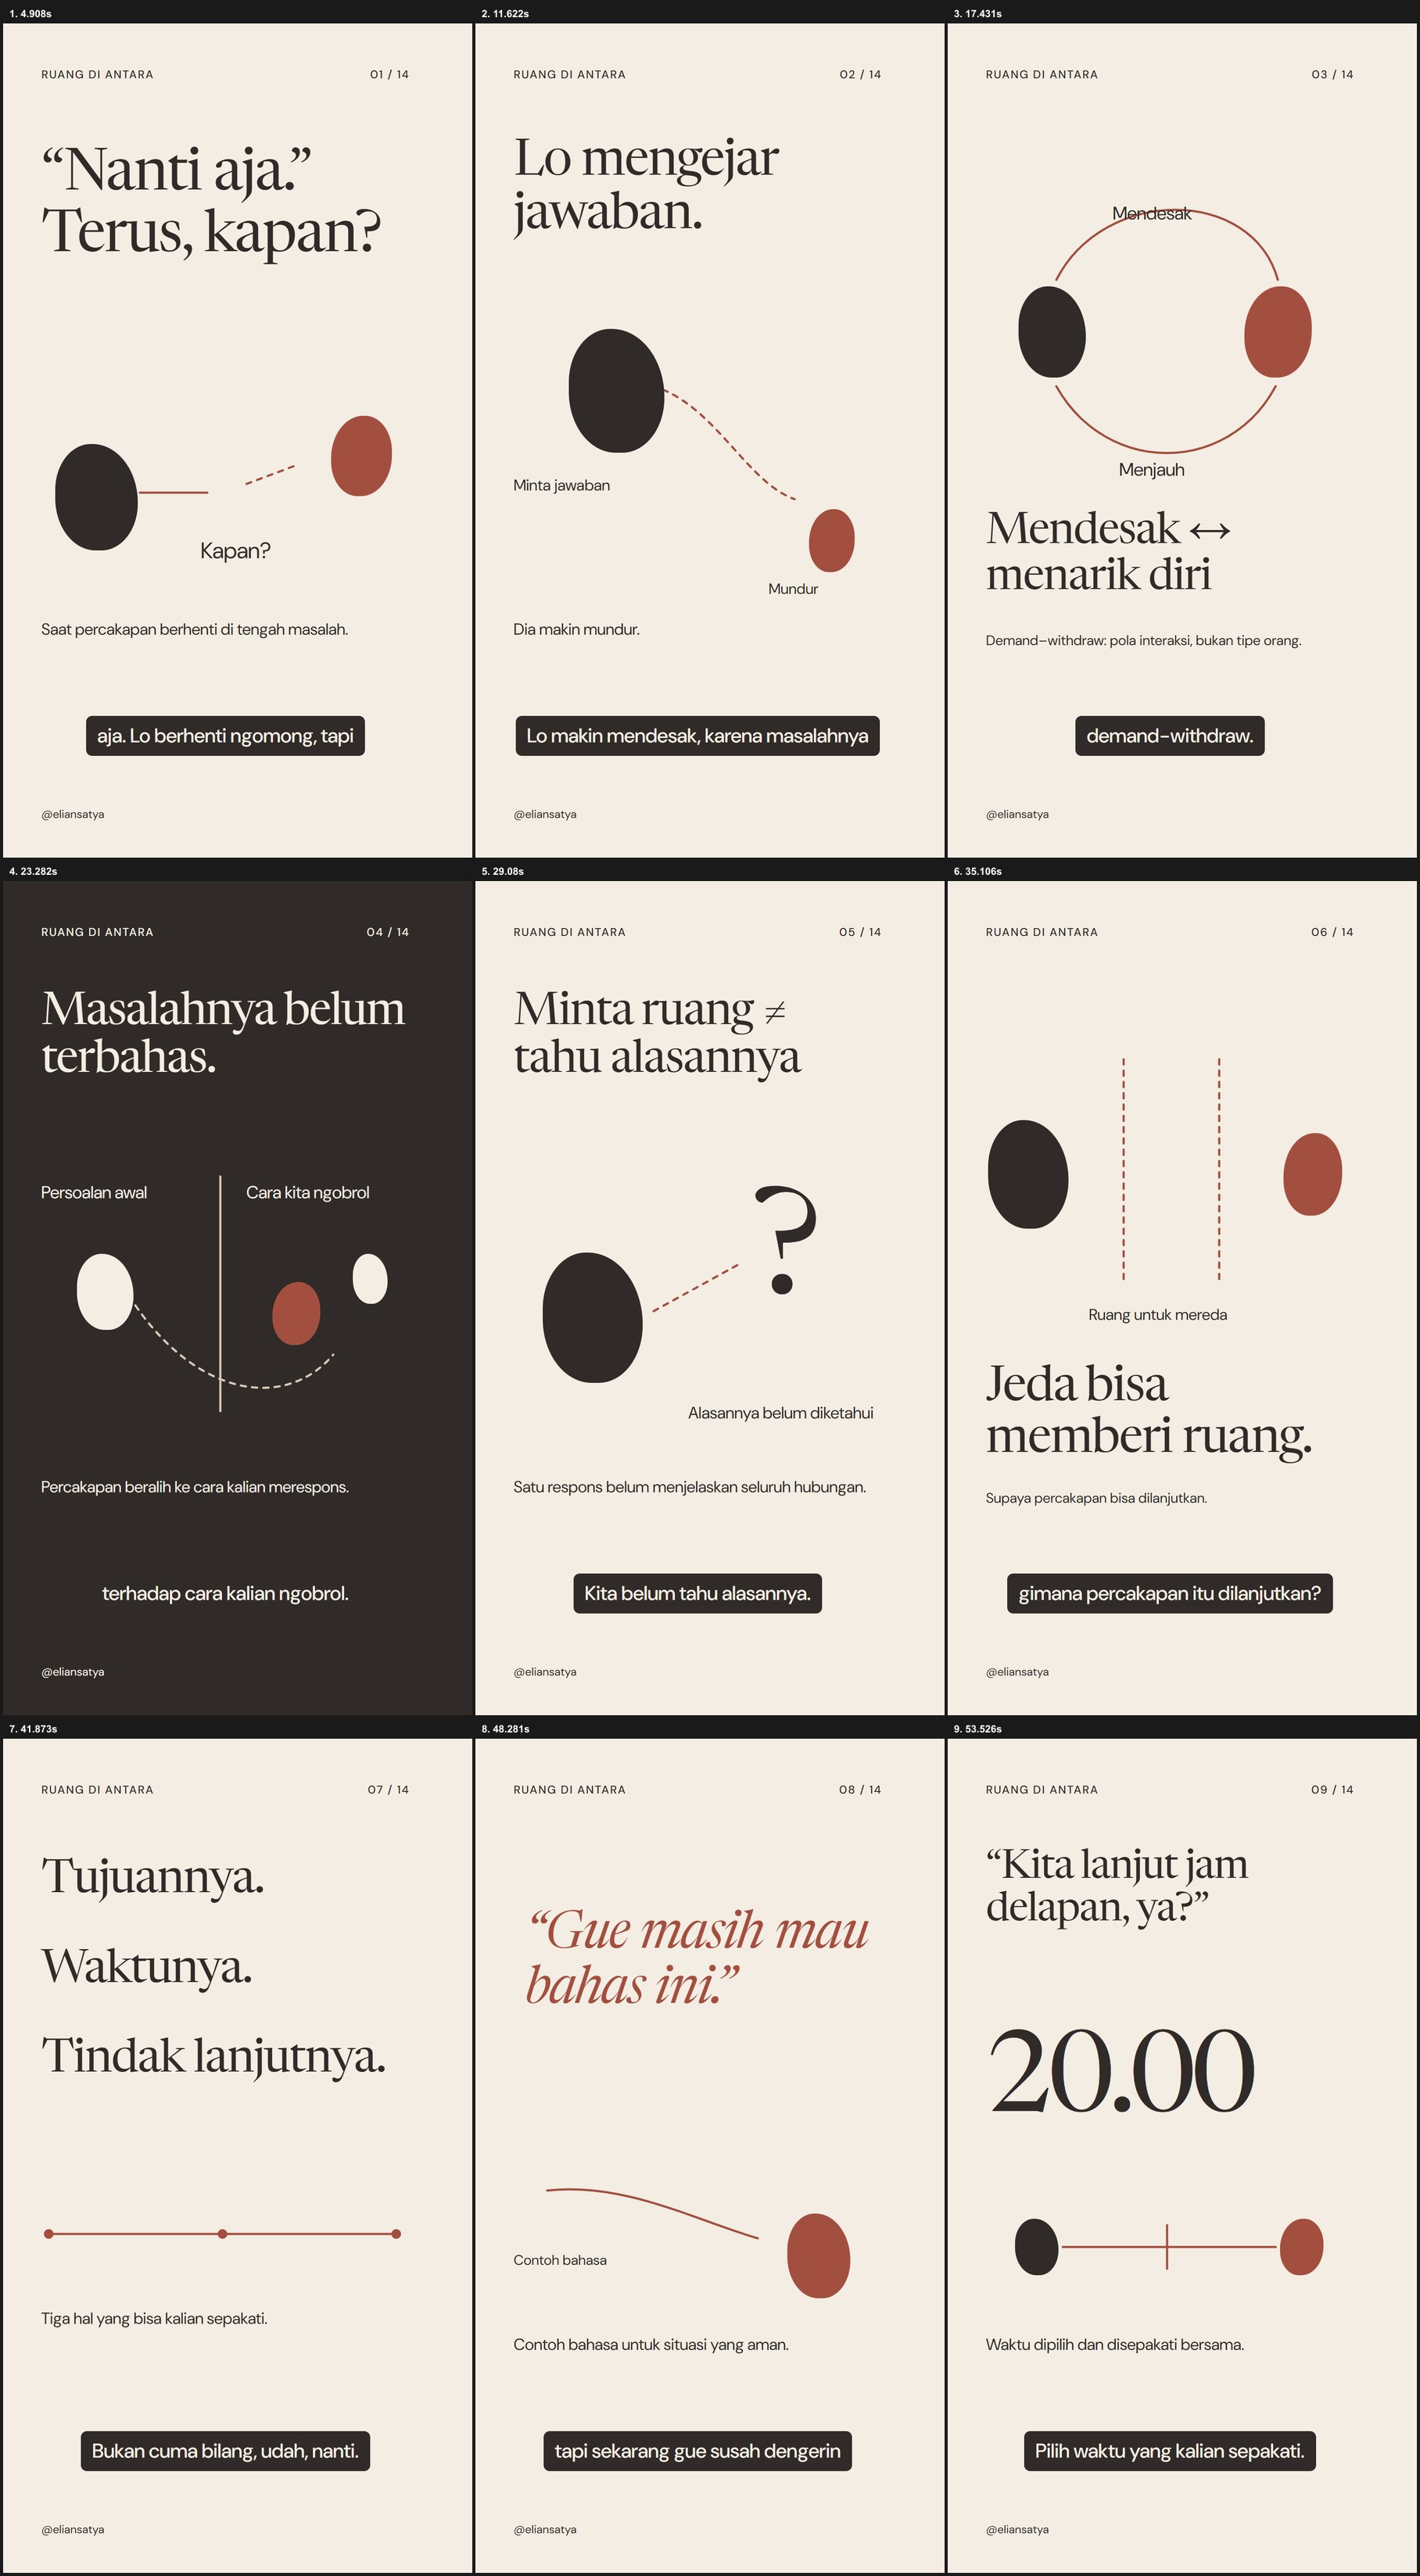 1. 4.908s
RUANG DI ANTARA
01 / 14
“Nanti aja.”
Terus, kapan?
Kapan?
Saat percakapan berhenti di tengah masalah.
aja. Lo berhenti ngomong, tapi
@eliansatya
2. 11.622s
RUANG DI ANTARA
02 / 14
Lo mengejar
jawaban.
Minta jawaban
Mundur
Dia makin mundur.
Lo makin mendesak, karena masalahnya
@eliansatya
3. 17.431s
RUANG DI ANTARA
03 / 14
Mendesak
Menjauh
Mendesak ↔
menarik diri
Demand–withdraw: pola interaksi, bukan tipe orang.
demand-withdraw.
@eliansatya
4. 23.282s
RUANG DI ANTARA
04 / 14
Masalahnya belum
terbahas.
Persoalan awal
Cara kita ngobrol
Percakapan beralih ke cara kalian merespons.
terhadap cara kalian ngobrol.
@eliansatya
5. 29.08s
RUANG DI ANTARA
05 / 14
Minta ruang ≠
tahu alasannya
?
Alasannya belum diketahui
Satu respons belum menjelaskan seluruh hubungan.
Kita belum tahu alasannya.
@eliansatya
6. 35.106s
RUANG DI ANTARA
06 / 14
Ruang untuk mereda
Jeda bisa
memberi ruang.
Supaya percakapan bisa dilanjutkan.
gimana percakapan itu dilanjutkan?
@eliansatya
7. 41.873s
RUANG DI ANTARA
07 / 14
Tujuannya.
Waktunya.
Tindak lanjutnya.
Tiga hal yang bisa kalian sepakati.
Bukan cuma bilang, udah, nanti.
@eliansatya
8. 48.281s
RUANG DI ANTARA
08 / 14
“Gue masih mau
bahas ini.”
Contoh bahasa
Contoh bahasa untuk situasi yang aman.
tapi sekarang gue susah dengerin
@eliansatya
9. 53.526s
RUANG DI ANTARA
09 / 14
“Kita lanjut jam
delapan, ya?”
20.00
Waktu dipilih dan disepakati bersama.
Pilih waktu yang kalian sepakati.
@eliansatya